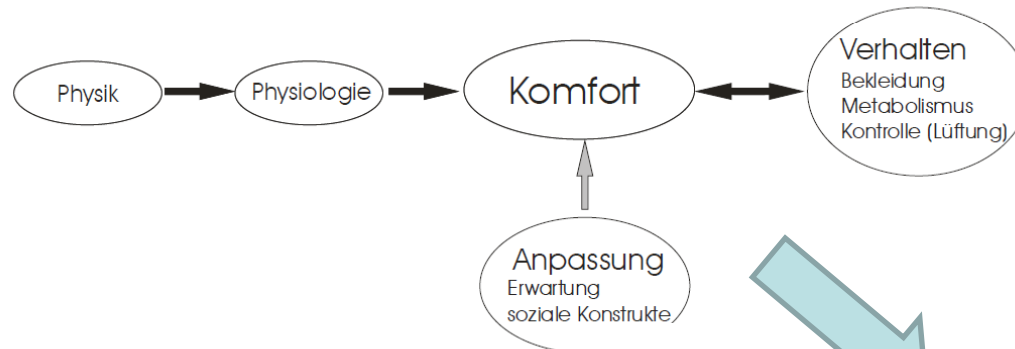 Physik
Physiologie
Komfort
Verhalten
Bekleidung
Metabolismus
Kontrolle (Lüftung)
Anpassung
Erwartung
soziale Konstrukte